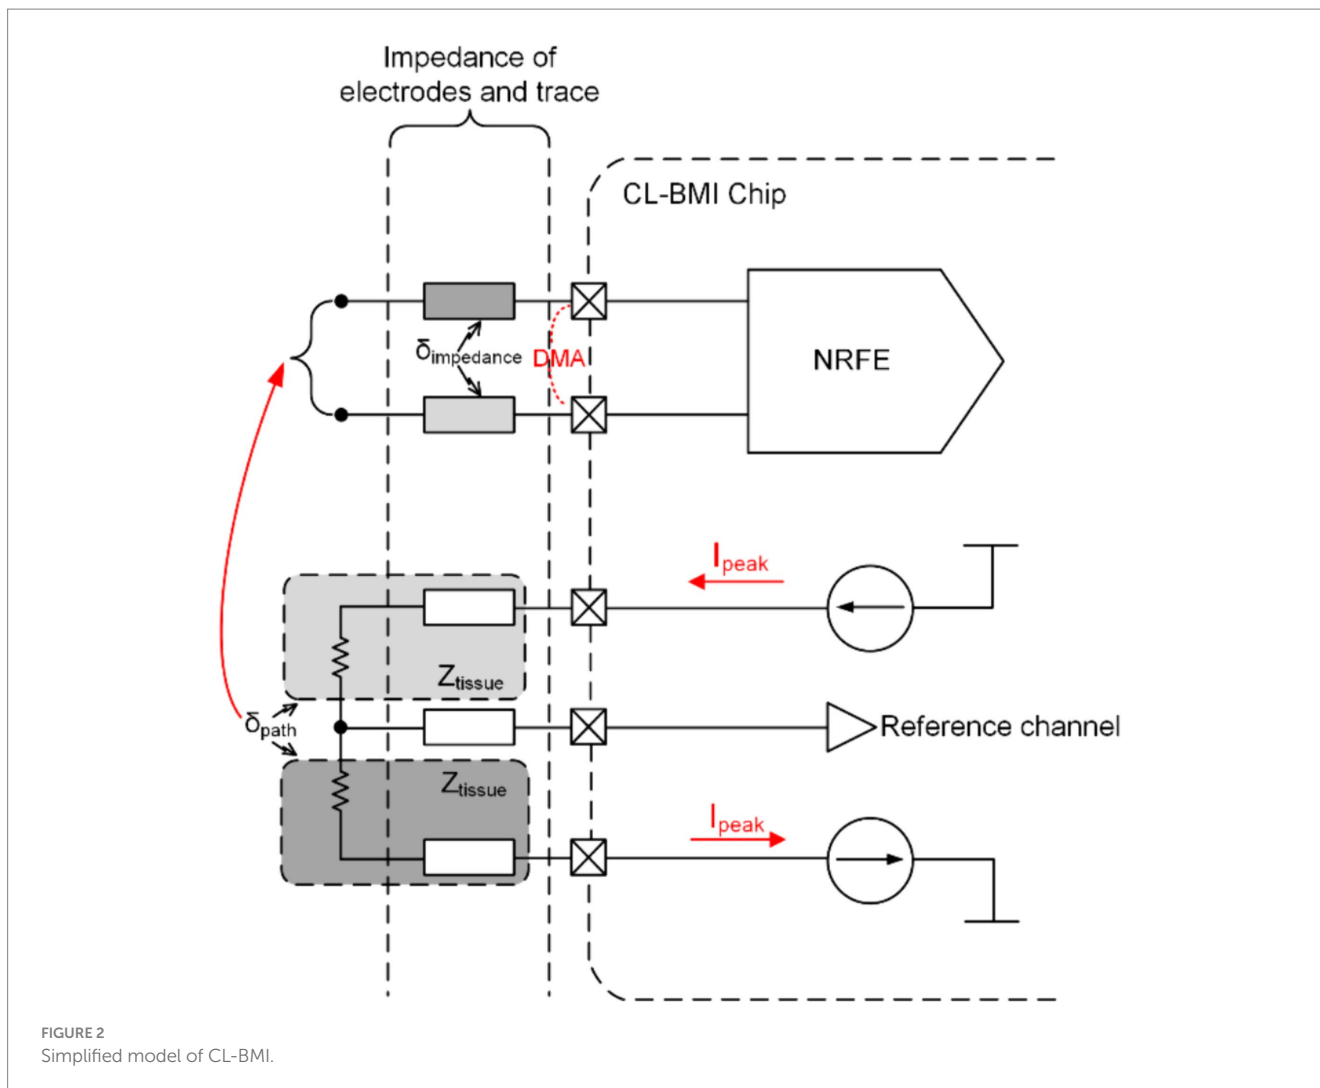 Impedance of
electrodes and trace
CL-BMI Chip
δimpedance
DMA
NRFE
Ipeak
Ztissue
δpath
Reference channel
Ztissue
Ipeak
FIGURE 2
Simplified model of CL-BMI.